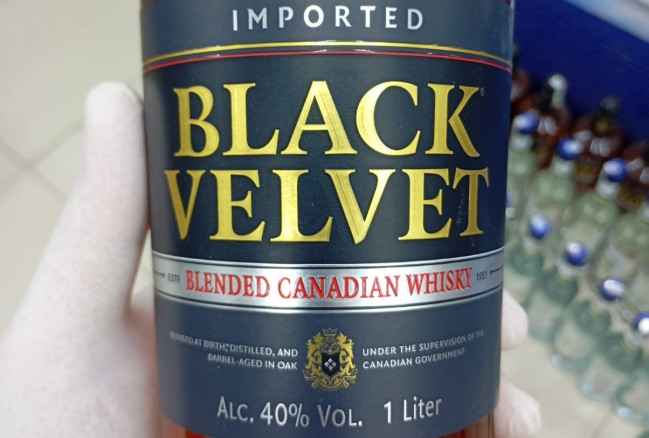 IMPORTED
BLACK®
VELVET
ESTD BLENDED CANADIAN WHISKY 1951
BLENDED AT BIRTH, DISTILLED, AND
BARREL-AGED IN OAK
UNDER THE SUPERVISION OF THE
CANADIAN GOVERNMENT
ALC. 40% VOL. 1 Liter